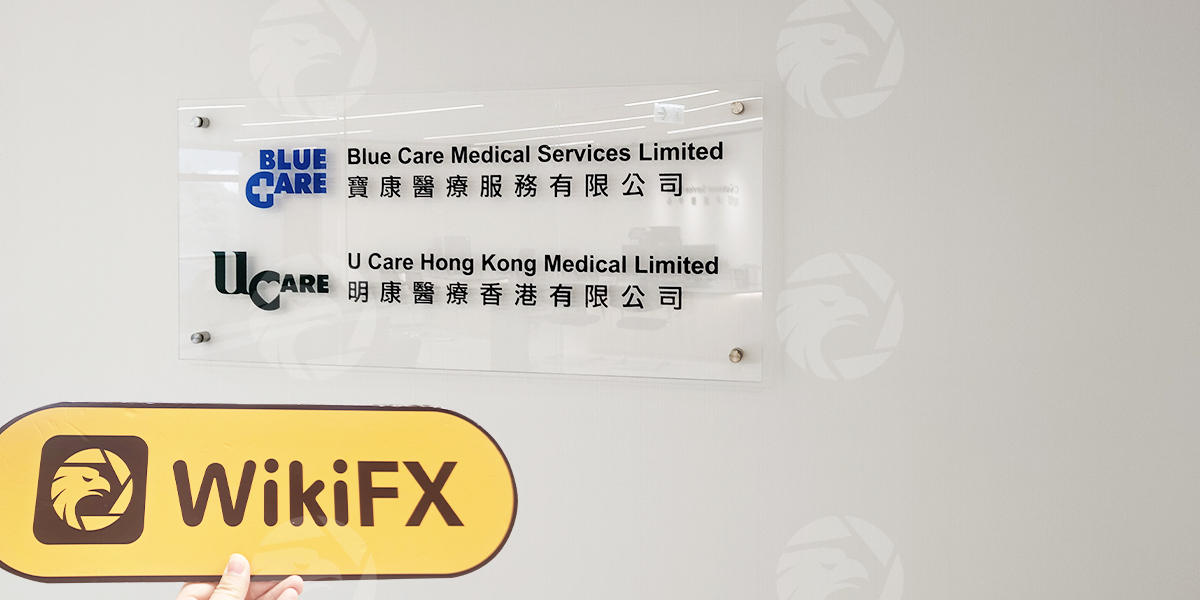 BLUE
CARE
Blue Care Medical Services Limited
寶康醫療服務有限公司
U CARE
U Care Hong Kong Medical Limited
明康醫療香港有限公司
WikiFX